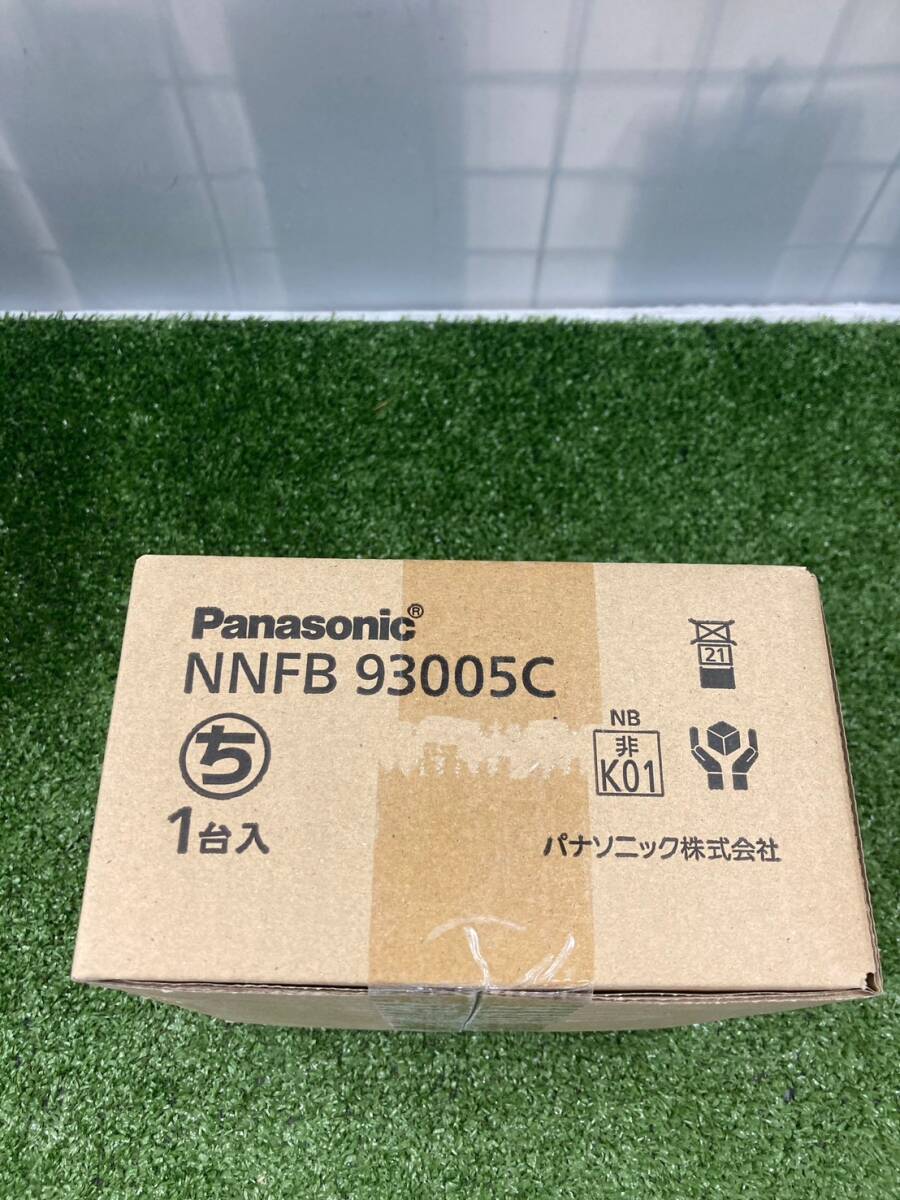 Panasonic®
NNFB 93005C
ち
1台入
21
NB
非
K01
パナソニック株式会社